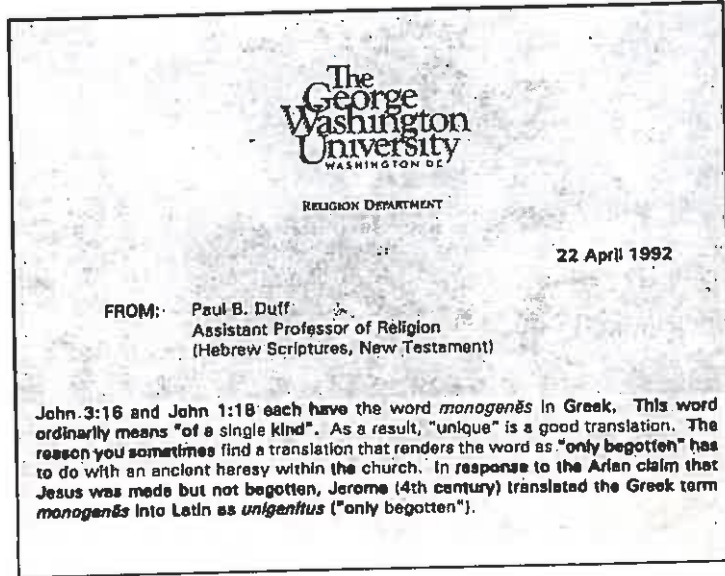 The
George
Washington
University
WASHINGTON DC
RELIGION DEPARTMENT
22 April 1992
FROM: Paul B. Duff
Assistant Professor of Religion
(Hebrew Scriptures, New Testament)
John 3:16 and John 1:18 each have the word monogenēs in Greek. This word
ordinarily means "of a single kind". As a result, "unique" is a good translation. The
reason you sometimes find a translation that renders the word as "only begotten" has
to do with an ancient heresy within the church. In response to the Arian claim that
Jesus was made but not begotten, Jerome (4th century) translated the Greek term
monogenēs into Latin as unigenitus ("only begotten").